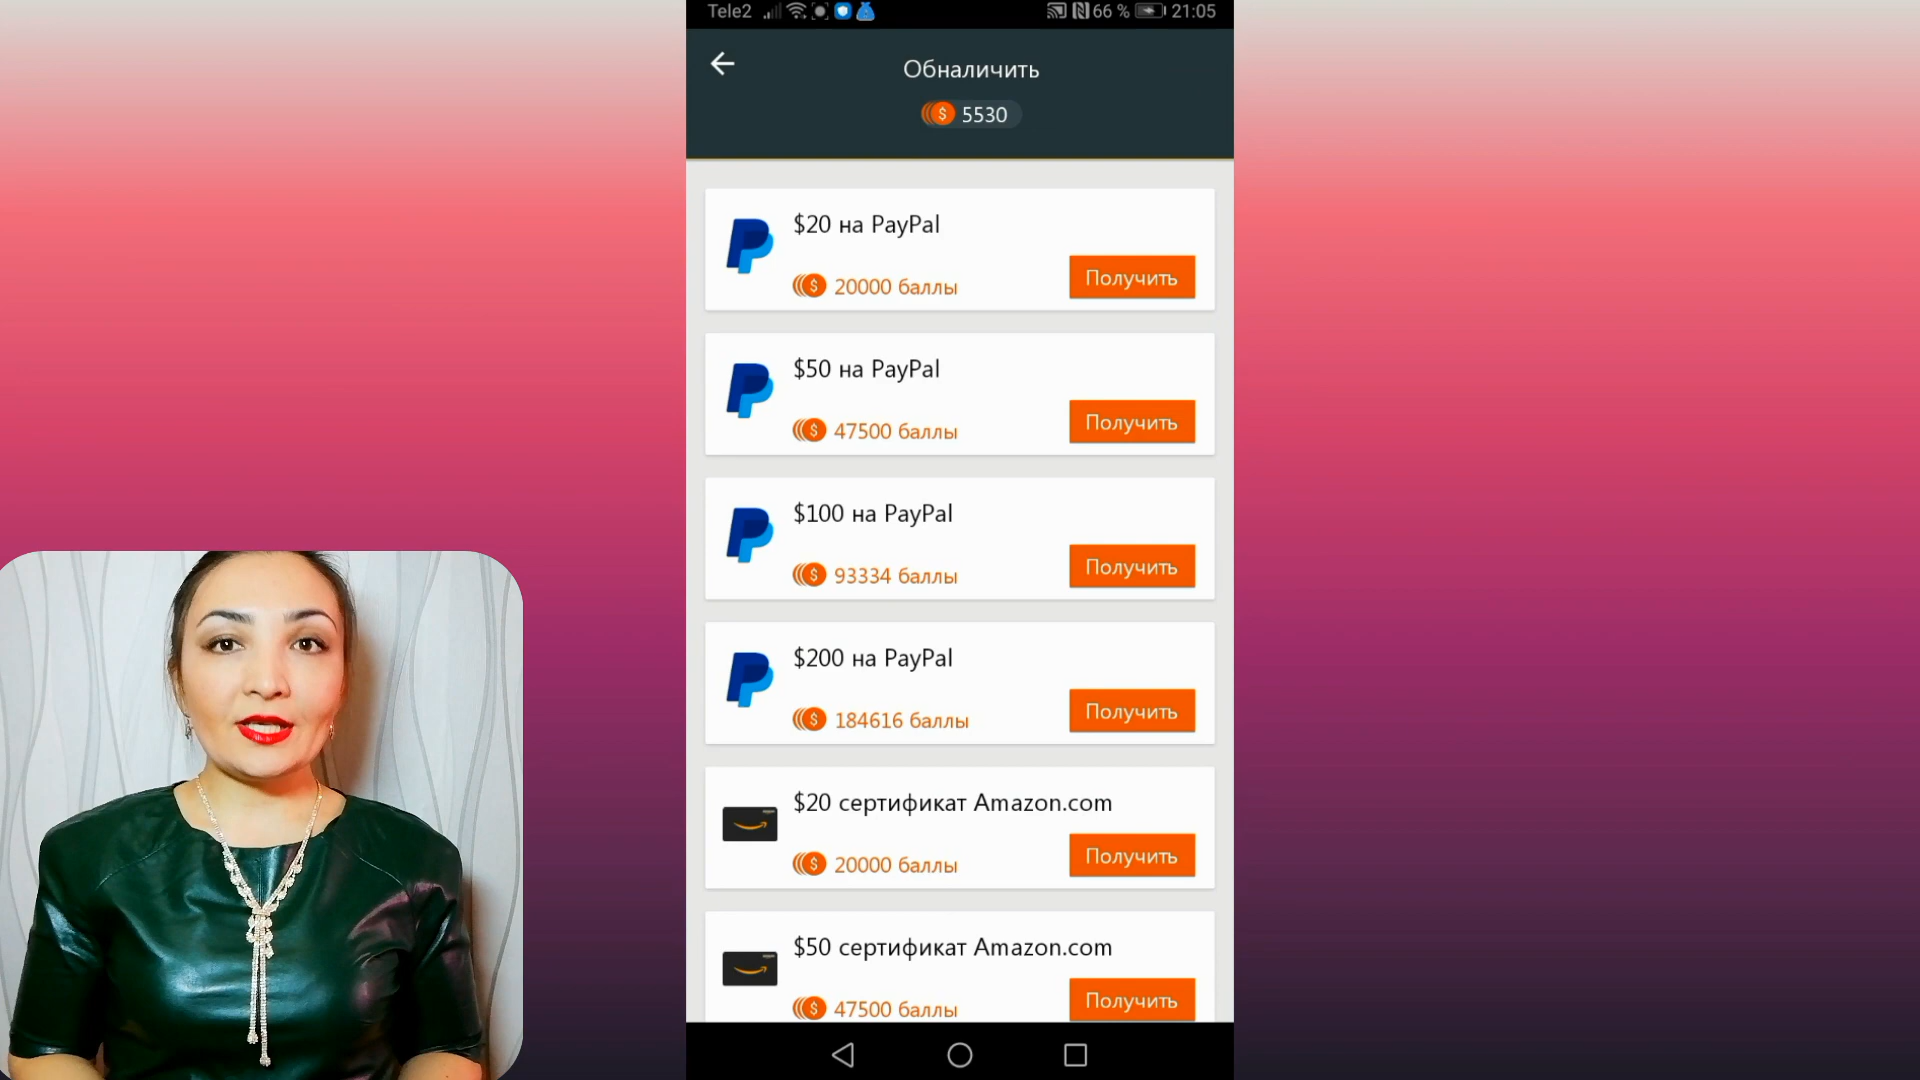 Tele2 66 % 21:05
Обналичить
5530
$20 на PayPal
20000 баллы
Получить
$50 на PayPal
47500 баллы
Получить
$100 на PayPal
93334 баллы
Получить
$200 на PayPal
184616 баллы
Получить
$20 сертификат Amazon.com
20000 баллы
Получить
$50 сертификат Amazon.com
47500 баллы
Получить